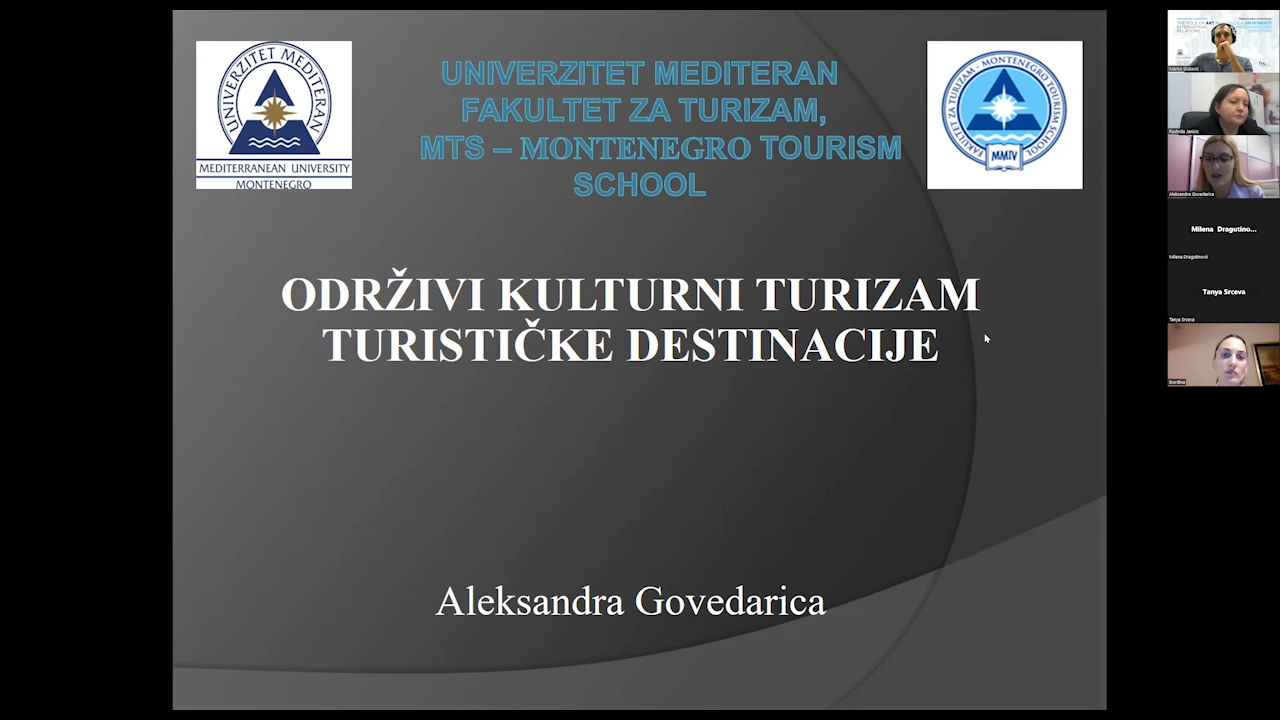 UNIVERZITET MEDITERAN
MEDITERRANEAN UNIVERSITY
MONTENEGRO
UNIVERZITET MEDITERAN
FAKULTET ZA TURIZAM,
MTS – MONTENEGRO TOURISM
SCHOOL
FAKULTET ZA TURIZAM - MONTENEGRO TOURISM SCHOOL
MMIV
ODRŽIVI KULTURNI TURIZAM
TURISTIČKE DESTINACIJE
Aleksandra Govedarica
Radmila Janicic
Aleksandra Govedarica
Milena Dragutino...
Milena Dragutinović
Tanya Srceva
Tanya Srceva
Đorđina